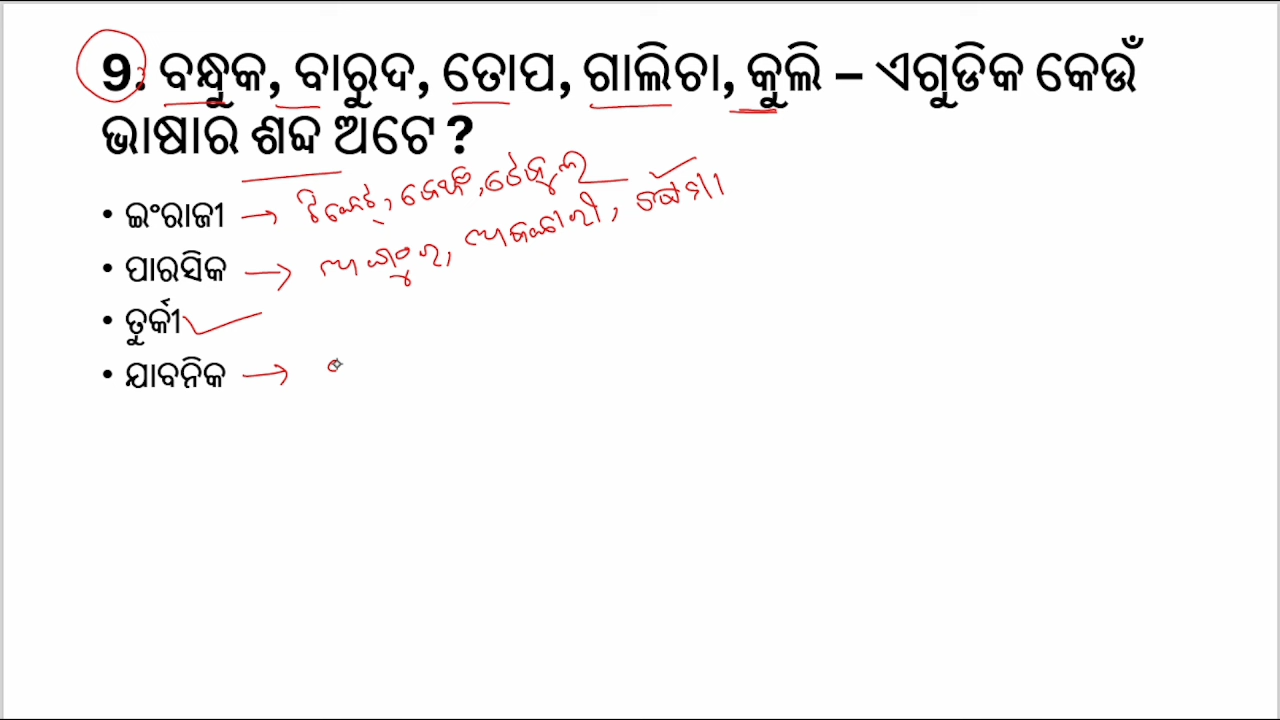 9. ବନ୍ଧୁକ, ବାରୁଦ, ତୋପ, ଗାଲିଚା, କୁଲି – ଏଗୁଡିକ କେଉଁ
ଭାଷାର ଶବ୍ଦ ଅଟେ ?
• ଇଂରାଜୀ → ଟିକେଟ୍, ବେଞ୍ଚ, ଟେବୁଲ
• ପାରସିକ →
• ତୁର୍କୀ
• ଯାବନିକ →